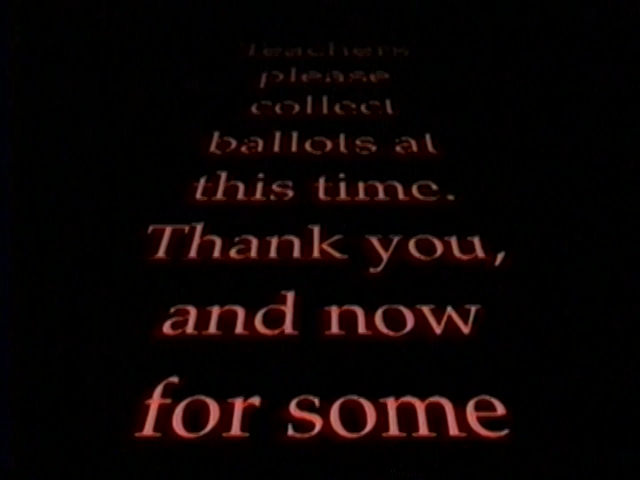 Teachers
please
collect
ballots at
this time.
Thank you,
and now
for some